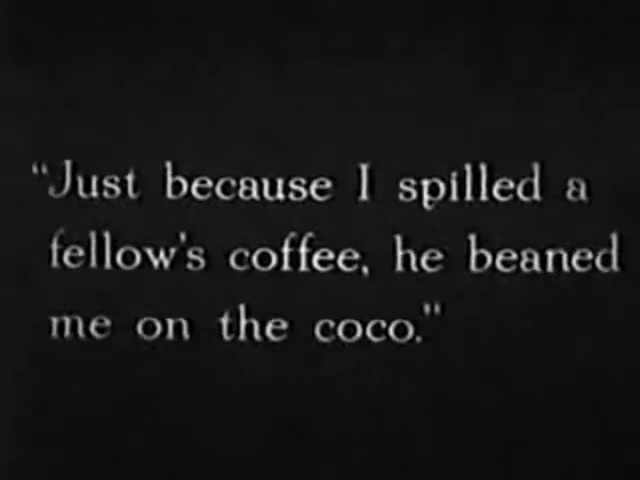 "Just because I spilled a
fellow's coffee, he beaned
me on the coco."